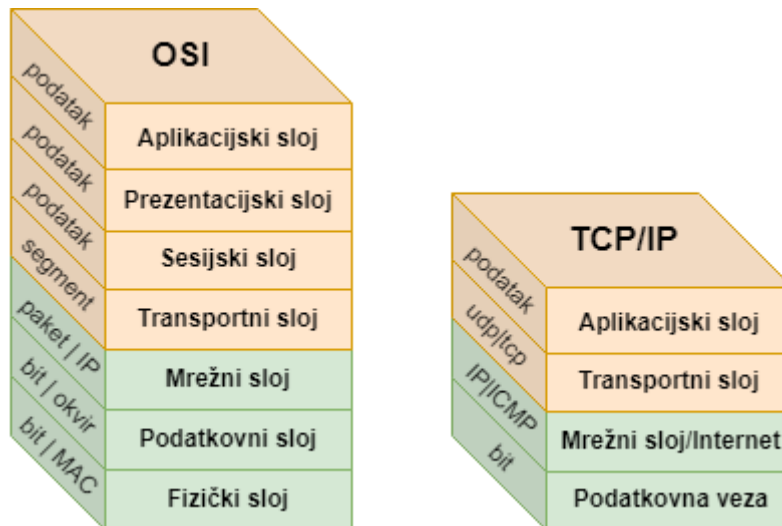 OSI
podatak
Aplikacijski sloj
podatak
Prezentacijski sloj
podatak
Sesijski sloj
segment
Transportni sloj
paket | IP
Mrežni sloj
bit | okvir
Podatkovni sloj
bit | MAC
Fizički sloj
TCP/IP
podatak
Aplikacijski sloj
udp|tcp
Transportni sloj
IP|ICMP
Mrežni sloj/Internet
bit
Podatkovna veza